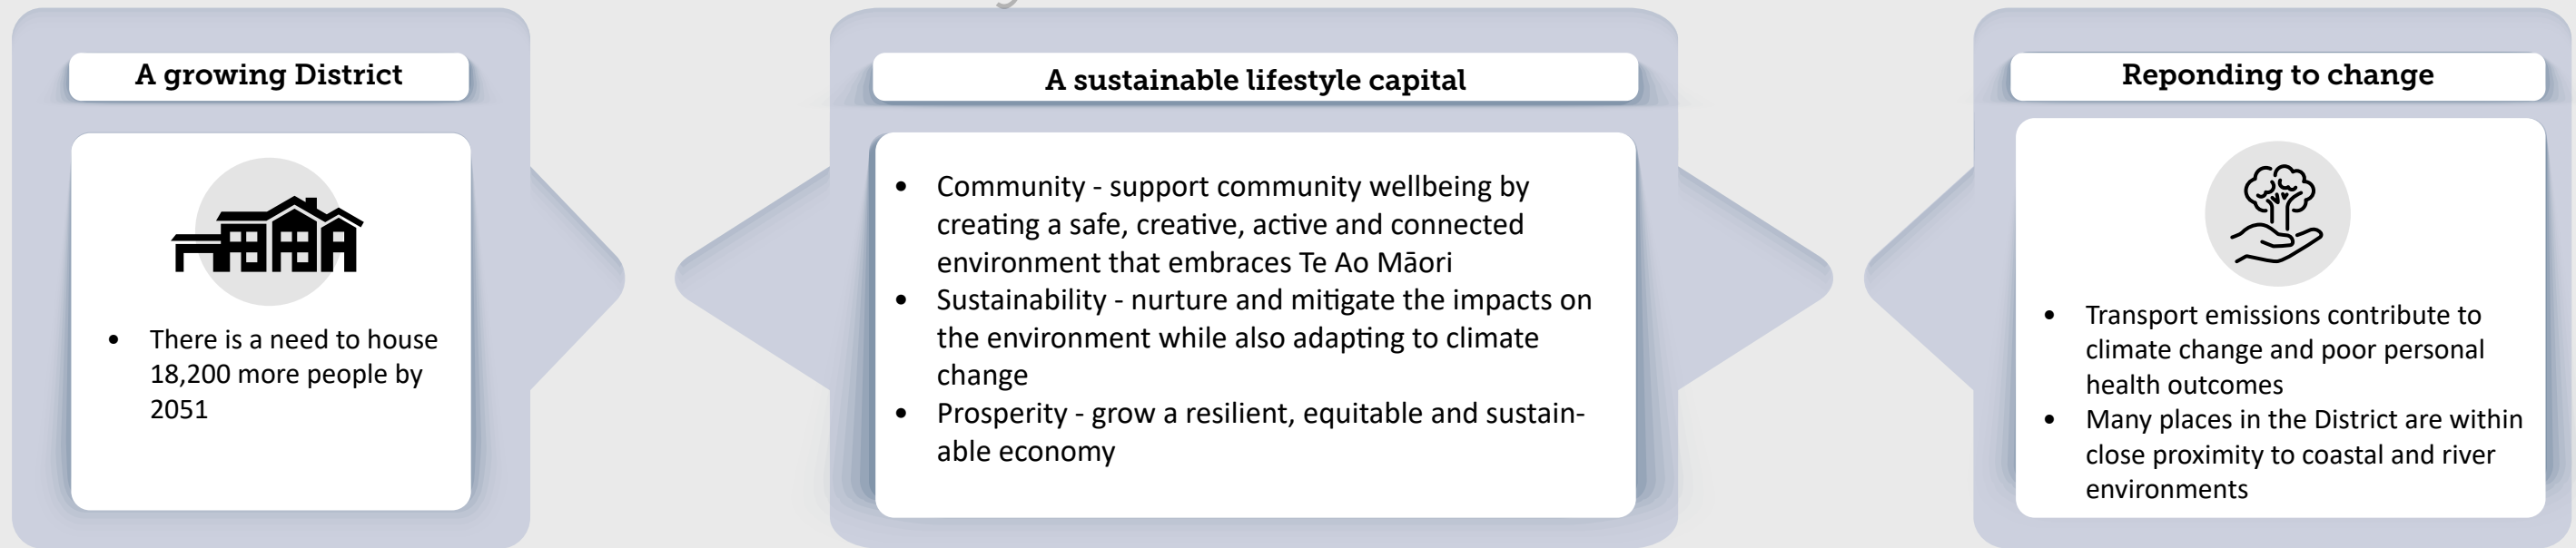 A growing District
• There is a need to house
18,200 more people by
2051
A sustainable lifestyle capital
• Community - support community wellbeing by
creating a safe, creative, active and connected
environment that embraces Te Ao Māori
• Sustainability - nurture and mitigate the impacts on
the environment while also adapting to climate
change
• Prosperity - grow a resilient, equitable and sustain-
able economy
Reponding to change
• Transport emissions contribute to
climate change and poor personal
health outcomes
• Many places in the District are within
close proximity to coastal and river
environments